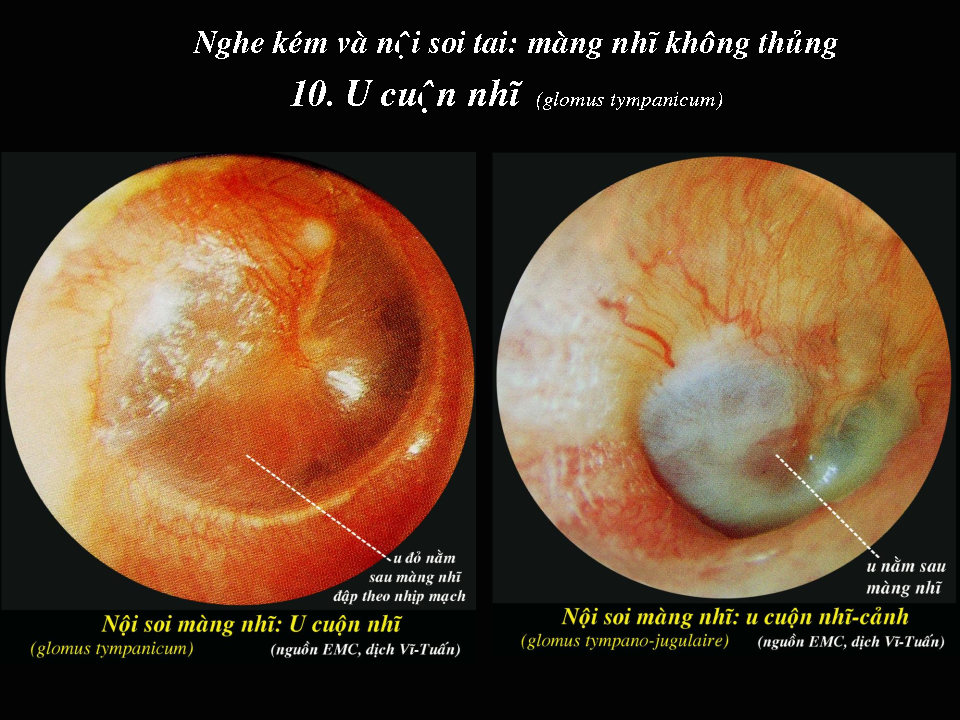 Nghe kém và nội soi tai: màng nhĩ không thủng
10. U cuộn nhĩ (glomus tympanicum)
u đỏ nằm
sau màng nhĩ
đập theo nhịp mạch
Nội soi màng nhĩ: U cuộn nhĩ
(glomus tympanicum) (nguồn EMC, dịch Vĩ-Tuấn)
u nằm sau
màng nhĩ
Nội soi màng nhĩ: u cuộn nhĩ-cảnh
(glomus tympano-jugulaire) (nguồn EMC, dịch Vĩ-Tuấn)